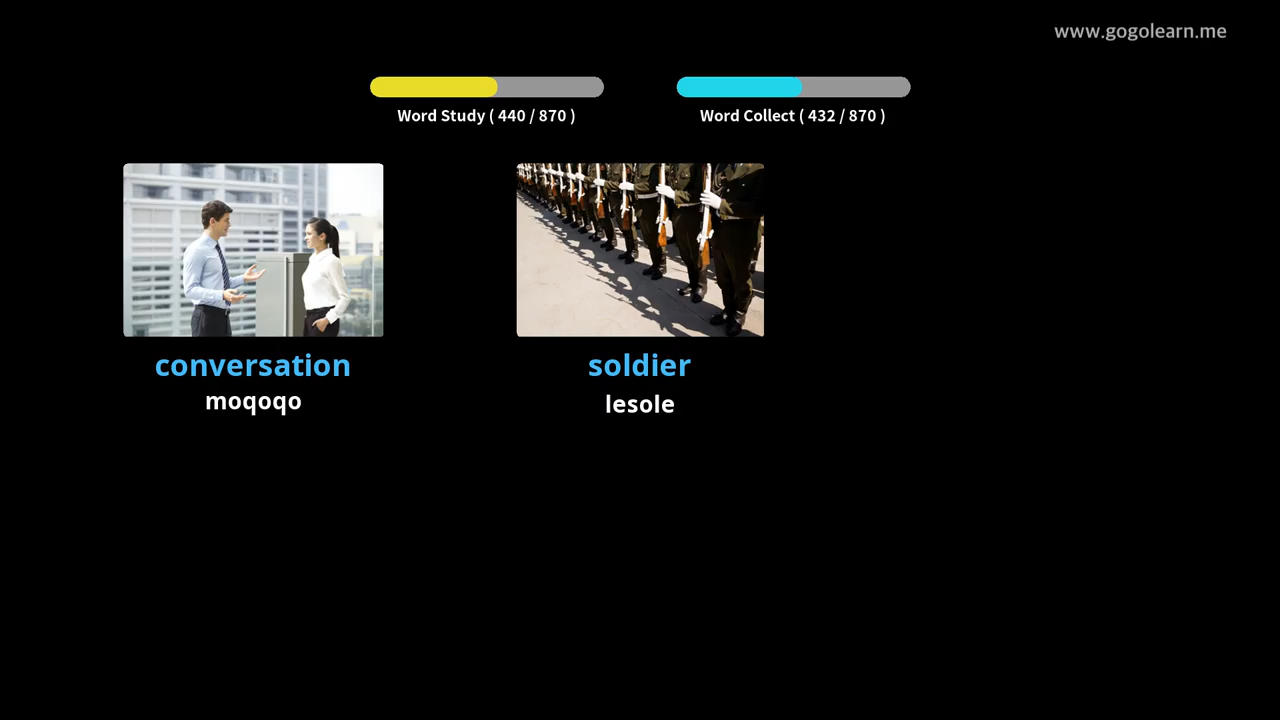 www.gogolearn.me
Word Study ( 440 / 870 )
Word Collect ( 432 / 870 )
conversation
moqoqo
soldier
lesole